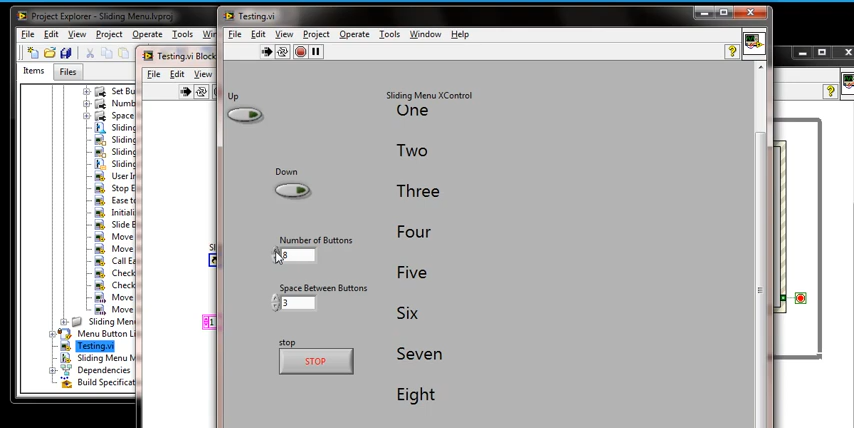 Project Explorer - Sliding Menu.lvproj
File Edit View Project Operate Tools
Items Files
Set Bu
Numb
Space
Sliding
Sliding
Sliding
Sliding
User In
Stop E
Ease to
Initiali
Slide B
Move
Move
Call Ea
Check
Check
Move
Move
Sliding Menu
Menu Button Li
Testing.vi
Sliding Menu M
Dependencies
Build Specificat
Testing.vi Block
File Edit View
1
Testing.vi
File Edit View Project Operate Tools Window Help
Up
Down
Number of Buttons
8
Space Between Buttons
3
stop
STOP
Sliding Menu XControl
One
Two
Three
Four
Five
Six
Seven
Eight